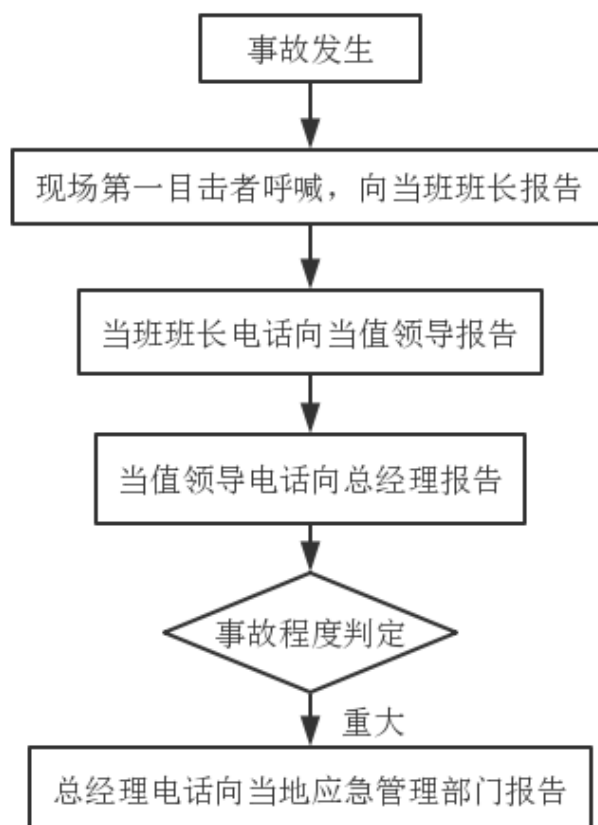 事故发生
现场第一目击者呼喊，向当班班长报告
当班班长电话向当值领导报告
当值领导电话向总经理报告
事故程度判定
重大
总经理电话向当地应急管理部门报告